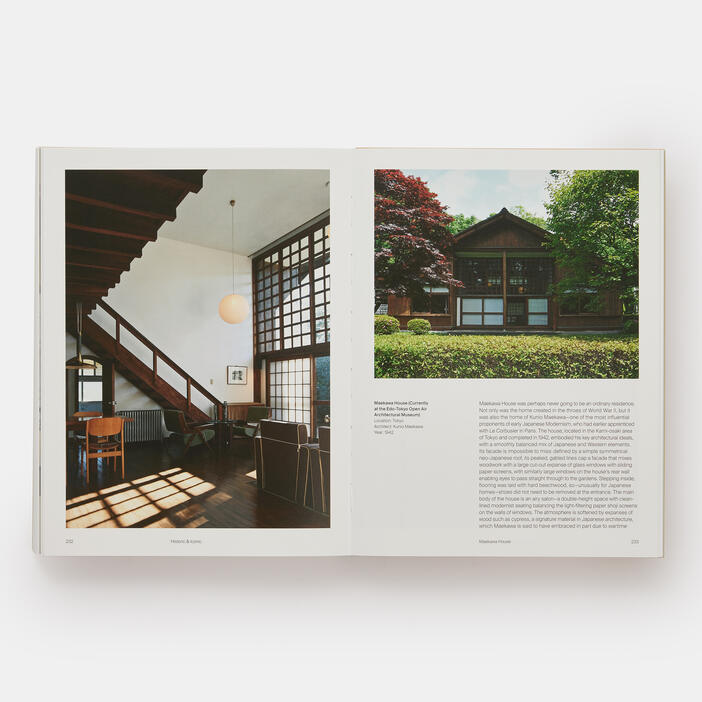 Maekawa House (Currently
at the Edo-Tokyo Open Air
Architectural Museum)
Location: Tokyo
Architect: Kunio Maekawa
Year: 1942
Maekawa House was perhaps never going to be an ordinary residence.
Not only was the home created in the throes of World War II, but it
was also the home of Kunio Maekawa—one of the most influential
proponents of early Japanese Modernism, who had earlier apprenticed
with Le Corbusier in Paris. The house, located in the Kami-osaki area
of Tokyo and completed in 1942, embodied his key architectural ideals,
with a smoothly balanced mix of Japanese and Western elements.
Its facade is impossible to miss: defined by a simple symmetrical
neo-Japanese roof, its peaked, gabled lines cap a facade that mixes
woodwork with a large cut-out expanse of glass windows with sliding
paper screens, with similarly large windows on the house's rear wall
enabling eyes to pass straight through to the gardens. Stepping inside,
flooring was laid with hard beechwood, so—unusually for Japanese
homes—shoes did not need to be removed at the entrance. The main
body of the house is an airy salon—a double-height space with clean-
lined modernist seating balancing the light-filtering paper shoji screens
on the walls of windows. The atmosphere is softened by expanses of
wood such as cypress, a signature material in Japanese architecture,
which Maekawa is said to have embraced in part due to wartime
232
Historic & Iconic
Maekawa House
233